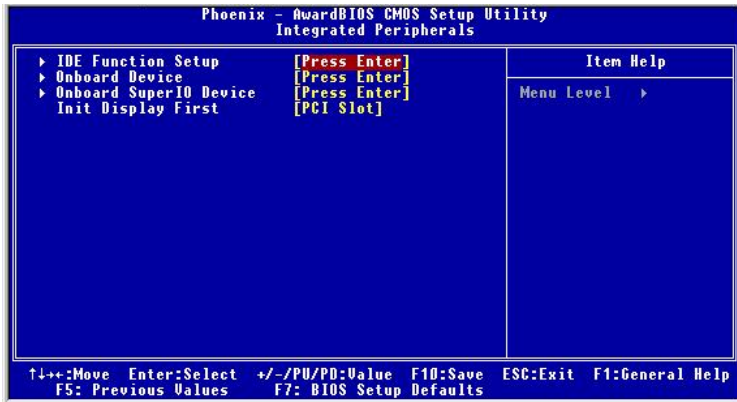 Phoenix - AwardBIOS CMOS Setup Utility
Integrated Peripherals
▸ IDE Function Setup [Press Enter]
▸ Onboard Device [Press Enter]
▸ Onboard SuperIO Device [Press Enter]
Init Display First [PCI Slot]
Item Help
Menu Level ▸
↑↓→←:Move Enter:Select +/-/PU/PD:Value F10:Save ESC:Exit F1:General Help
F5: Previous Values F7: BIOS Setup Defaults